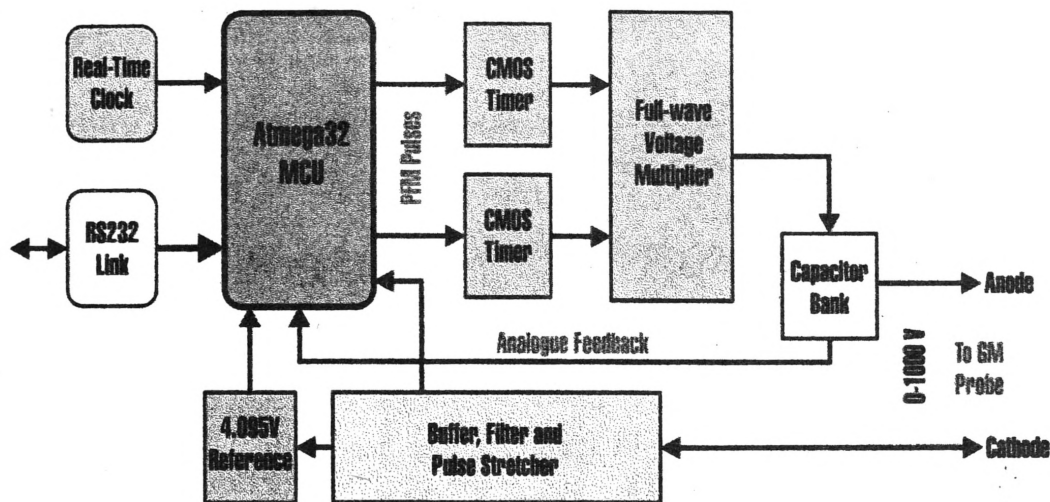 Real-Time
Clock
Atmega32
MCU
PFM Pulses
CMOS
Timer
Full-wave
Voltage
Multiplier
RS232
Link
CMOS
Timer
Capacitor
Bank
Anode
Analogue Feedback
0-1000 V
To GM
Probe
4.095V
Reference
Buffer, Filter and
Pulse Stretcher
Cathode